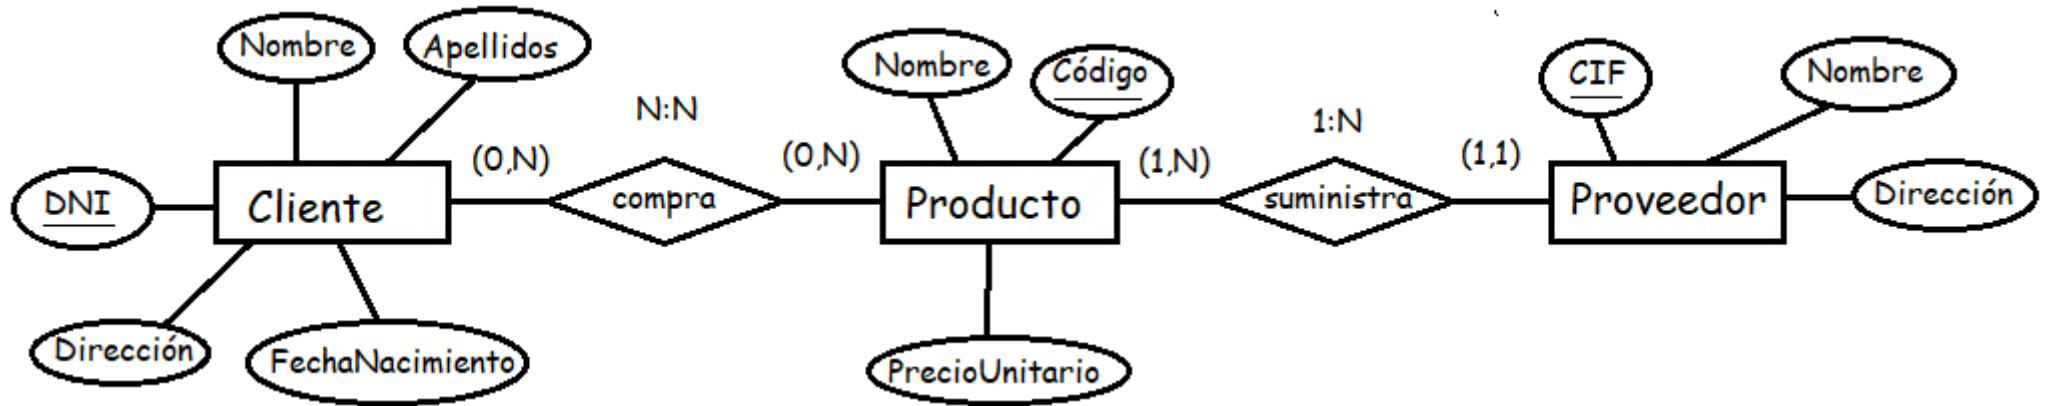 Nombre
Apellidos
DNI
Cliente
Dirección
FechaNacimiento
(0,N)
N:N
compra
(0,N)
Nombre
Código
Producto
PrecioUnitario
(1,N)
1:N
suministra
(1,1)
CIF
Nombre
Proveedor
Dirección